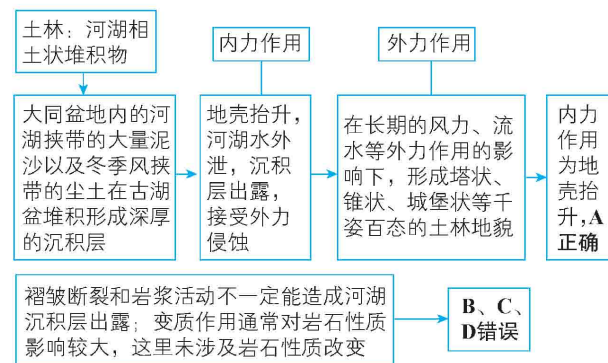 土林：河湖相
土状堆积物
内力作用
外力作用
大同盆地内的河
湖挟带的大量泥
沙以及冬季风挟
带的尘土在古湖
盆堆积形成深厚
的沉积层
地壳抬升，
河湖水外
泄，沉积
层出露，
接受外力
侵蚀
在长期的风力、流
水等外力作用的影
响下，形成塔状、
锥状、城堡状等千
姿百态的土林地貌
内力
作用
为地
壳抬
升，A
正确
褶皱断裂和岩浆活动不一定能造成河湖
沉积层出露；变质作用通常对岩石性质
影响较大，这里未涉及岩石性质改变
B、C、
D错误